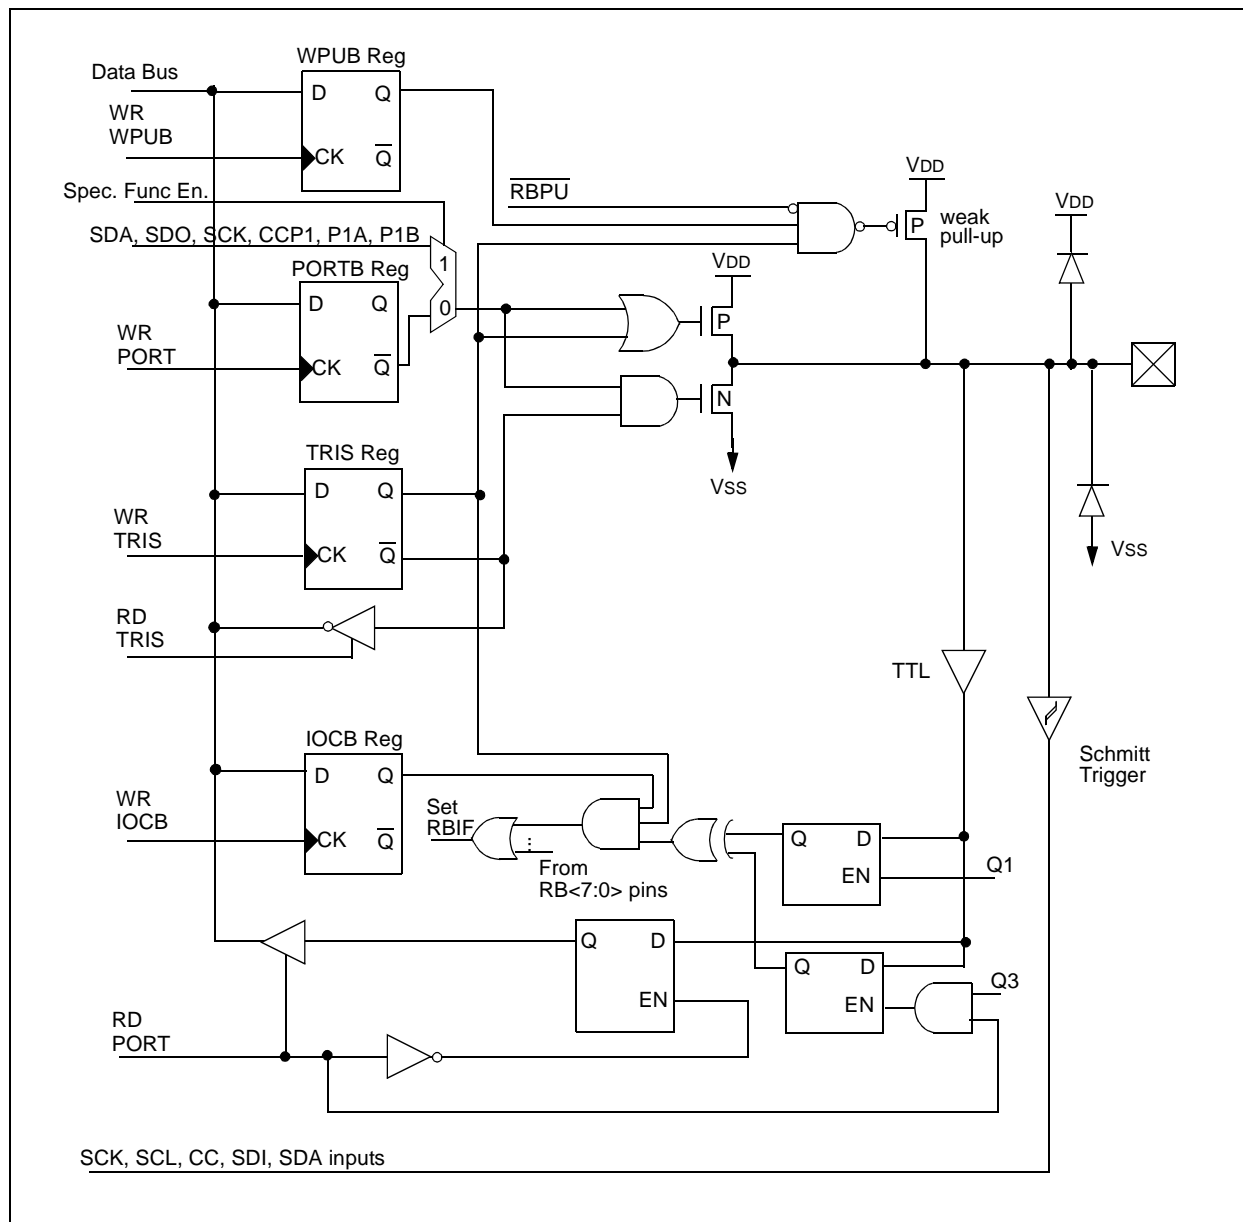 WPUB Reg
Data Bus
D
Q
WR
WPUB
CK
Q
Spec. Func En.
RBPU
VDD
P
weak
pull-up
VDD
SDA, SDO, SCK, CCP1, P1A, P1B
1
0
PORTB Reg
D
Q
VDD
P
WR
PORT
CK
Q
N
VSS
TRIS Reg
D
Q
WR
TRIS
CK
Q
VSS
RD
TRIS
TTL
IOCB Reg
D
Q
Schmitt
Trigger
WR
IOCB
CK
Q
Set
RBIF
...
From
RB<7:0> pins
Q
D
EN
Q1
Q
D
EN
Q
D
EN
Q3
RD
PORT
SCK, SCL, CC, SDI, SDA inputs